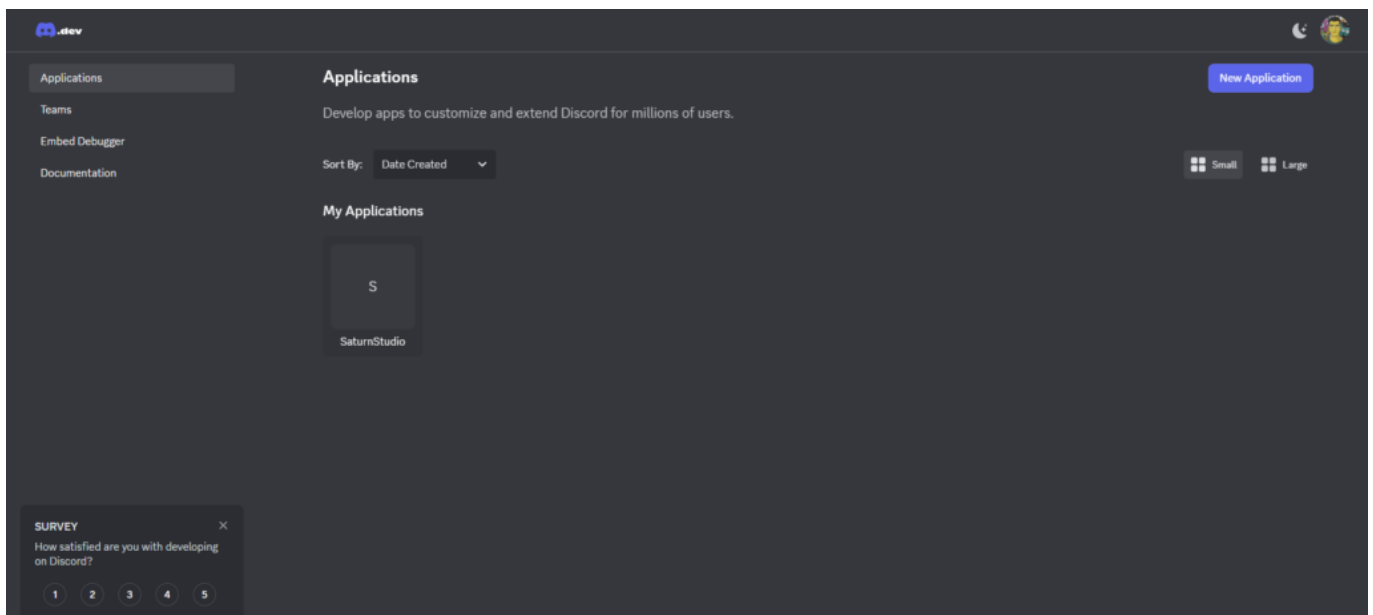 .dev
Applications
Teams
Embed Debugger
Documentation
Applications
New Application
Develop apps to customize and extend Discord for millions of users.
Sort By: Date Created
Small Large
My Applications
S
SaturnStudio
SURVEY
How satisfied are you with developing
on Discord?
1 2 3 4 5